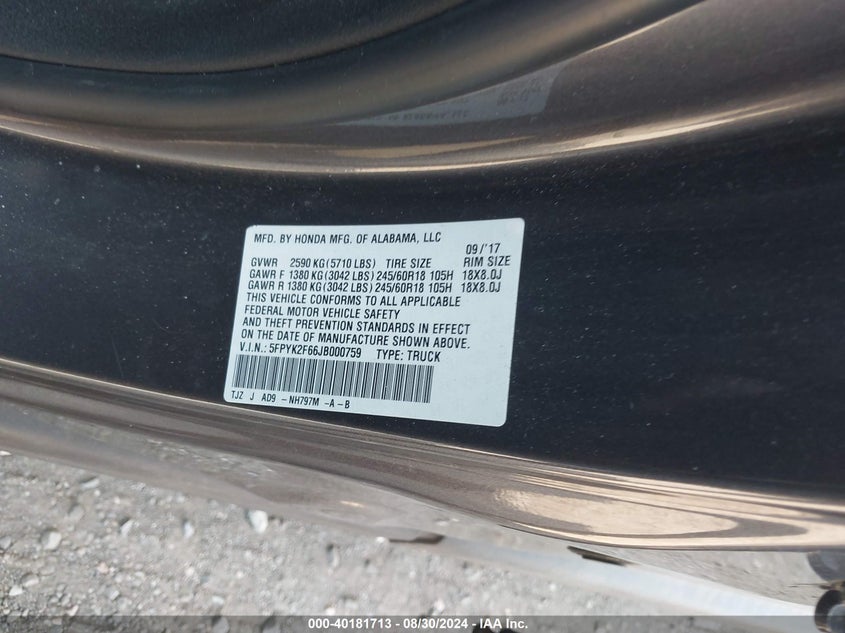 MFD. BY HONDA MFG. OF ALABAMA, LLC 09/'17
GVWR 2590 KG(5710 LBS) TIRE SIZE RIM SIZE
GAWR F 1380 KG(3042 LBS) 245/60R18 105H 18X8.0J
GAWR R 1380 KG(3042 LBS) 245/60R18 105H 18X8.0J
THIS VEHICLE CONFORMS TO ALL APPLICABLE
FEDERAL MOTOR VEHICLE SAFETY
AND THEFT PREVENTION STANDARDS IN EFFECT
ON THE DATE OF MANUFACTURE SHOWN ABOVE.
V.I.N.: 5FPYK2F66JB000759 TYPE: TRUCK
TJZ J AD9 -NH797M -A-B
000-40181713 - 08/30/2024 - IAA Inc.